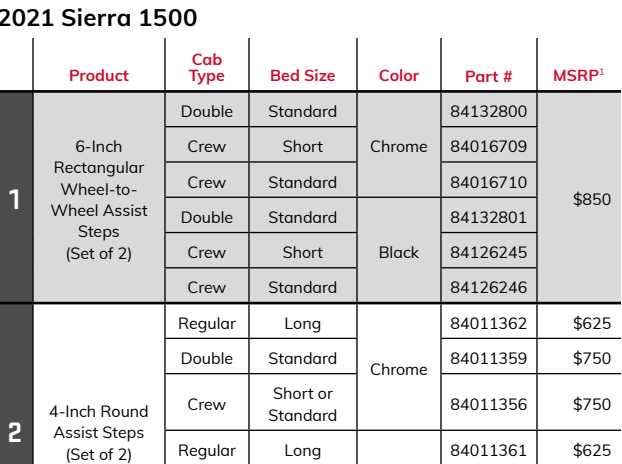 2021 Sierra 1500
Product Cab Type Bed Size Color Part # MSRP1
1
6-Inch
Rectangular
Wheel-to-
Wheel Assist
Steps
(Set of 2)
Double Standard Chrome 84132800 $850
Crew Short 84016709
Crew Standard 84016710
Double Standard Black 84132801
Crew Short 84126245
Crew Standard 84126246
2
4-Inch Round
Assist Steps
(Set of 2)
Regular Long Chrome 84011362 $625
Double Standard 84011359 $750
Crew Short or Standard 84011356 $750
Regular Long 84011361 $625